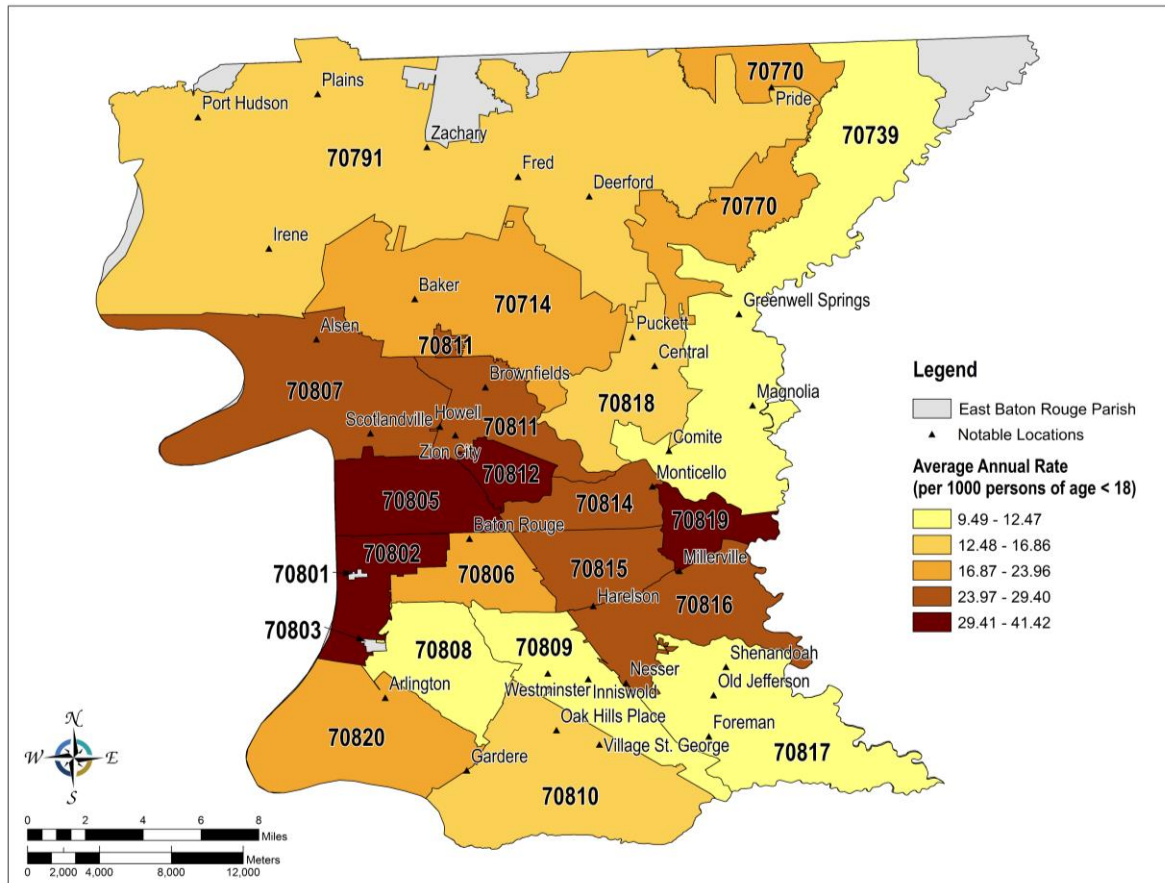 70770
Plains
Pride
Port Hudson
Zachary
70739
70791
Fred
Deerford
70770
Irene
Baker
70714
Greenwell Springs
Alsen
Puckett
70811
Central
Brownfields
70807
70818
Magnolia
Scotlandville
Howell
70811
Zion City
Comite
70812
Monticello
70805
70814
70819
Baton Rouge
70802
Millerville
70801
70806
70815
70816
Harelson
70803
70808
70809
Shenandoah
Nesser
Old Jefferson
Arlington
Westminster
Inniswold
Oak Hills Place
Foreman
70820
Village St. George
70817
Gardere
70810
Legend
East Baton Rouge Parish
Notable Locations
Average Annual Rate
(per 1000 persons of age < 18)
9.49 - 12.47
12.48 - 16.86
16.87 - 23.96
23.97 - 29.40
29.41 - 41.42
N
W E
S
0 2 4 6 8
Miles
Meters
0 2,000 4,000 8,000 12,000